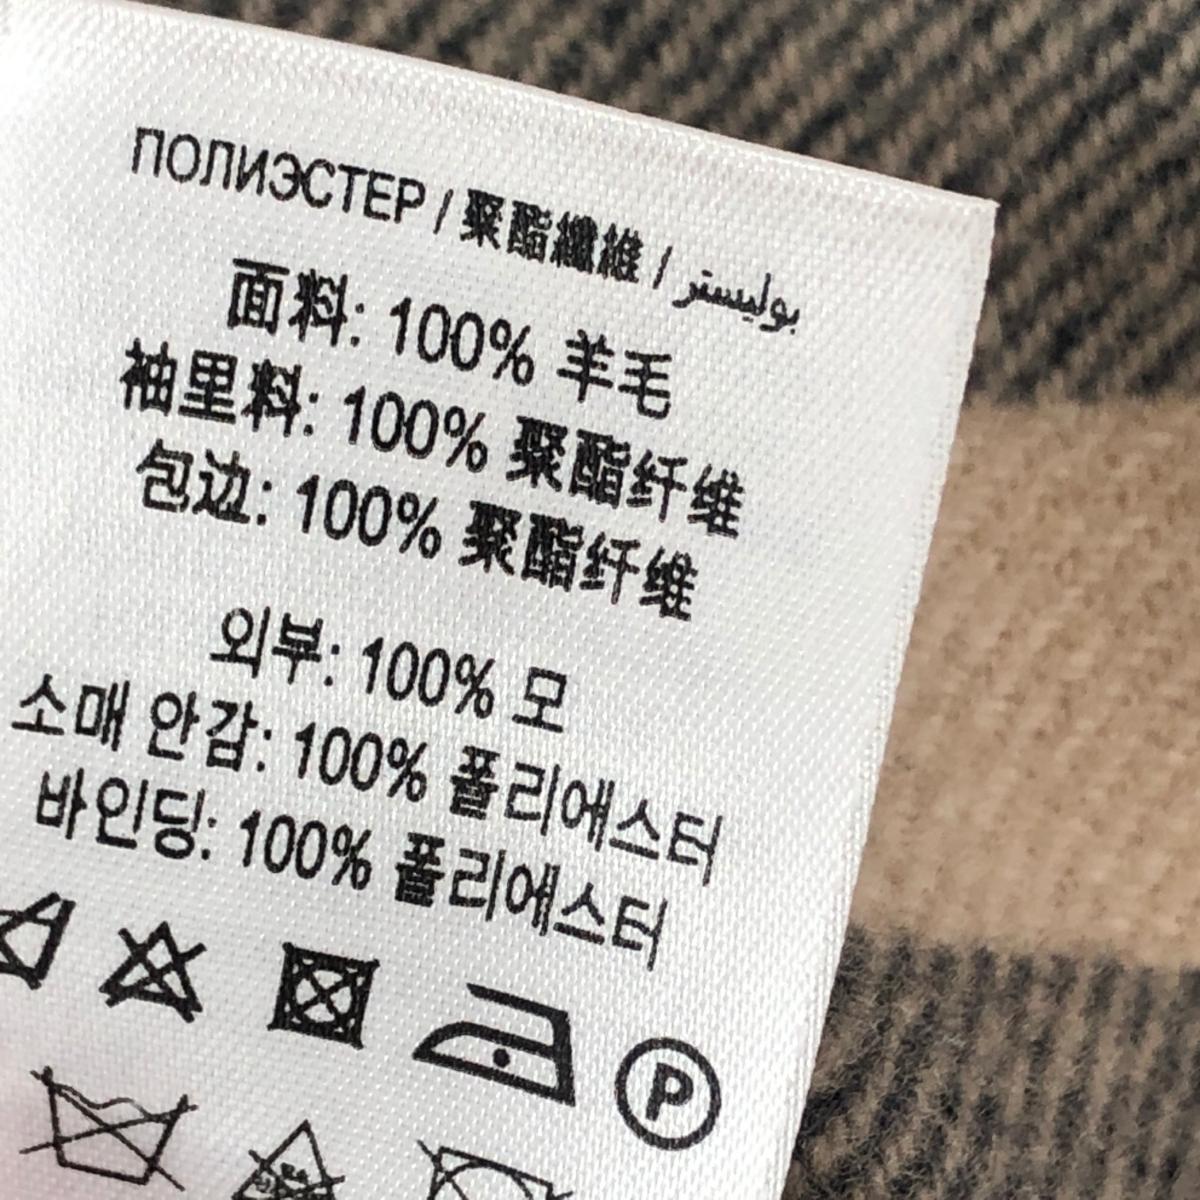 ПОЛИЭСТЕР / 聚酯纖維 / بوليستر
面料: 100% 羊毛
袖里料: 100% 聚酯纤维
包边: 100% 聚酯纤维
외부: 100% 모
소매 안감: 100% 폴리에스터
바인딩: 100% 폴리에스터
P